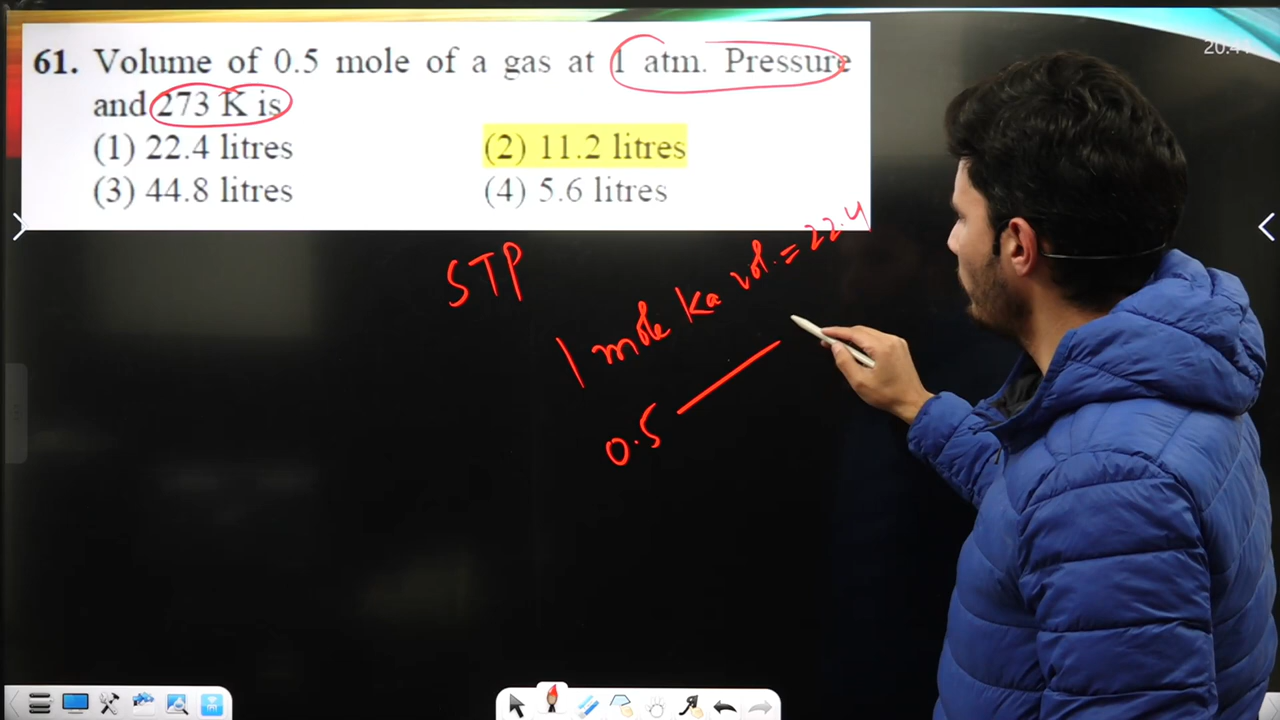 61. Volume of 0.5 mole of a gas at 1 atm. Pressure
and 273 K is
(1) 22.4 litres (2) 11.2 litres
(3) 44.8 litres (4) 5.6 litres
STP
1 mole ka vol. = 22.4
0.5